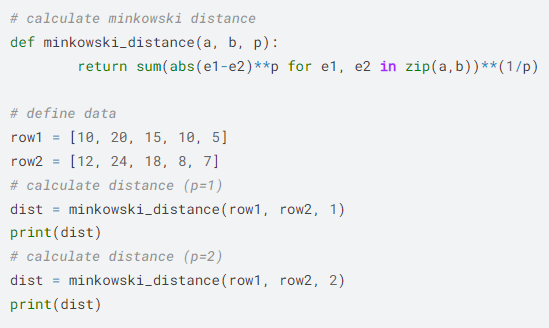 # calculate minkowski distance
def minkowski_distance(a, b, p):
        return sum(abs(e1-e2)**p for e1, e2 in zip(a,b))**(1/p)

# define data
row1 = [10, 20, 15, 10, 5]
row2 = [12, 24, 18, 8, 7]
# calculate distance (p=1)
dist = minkowski_distance(row1, row2, 1)
print(dist)
# calculate distance (p=2)
dist = minkowski_distance(row1, row2, 2)
print(dist)